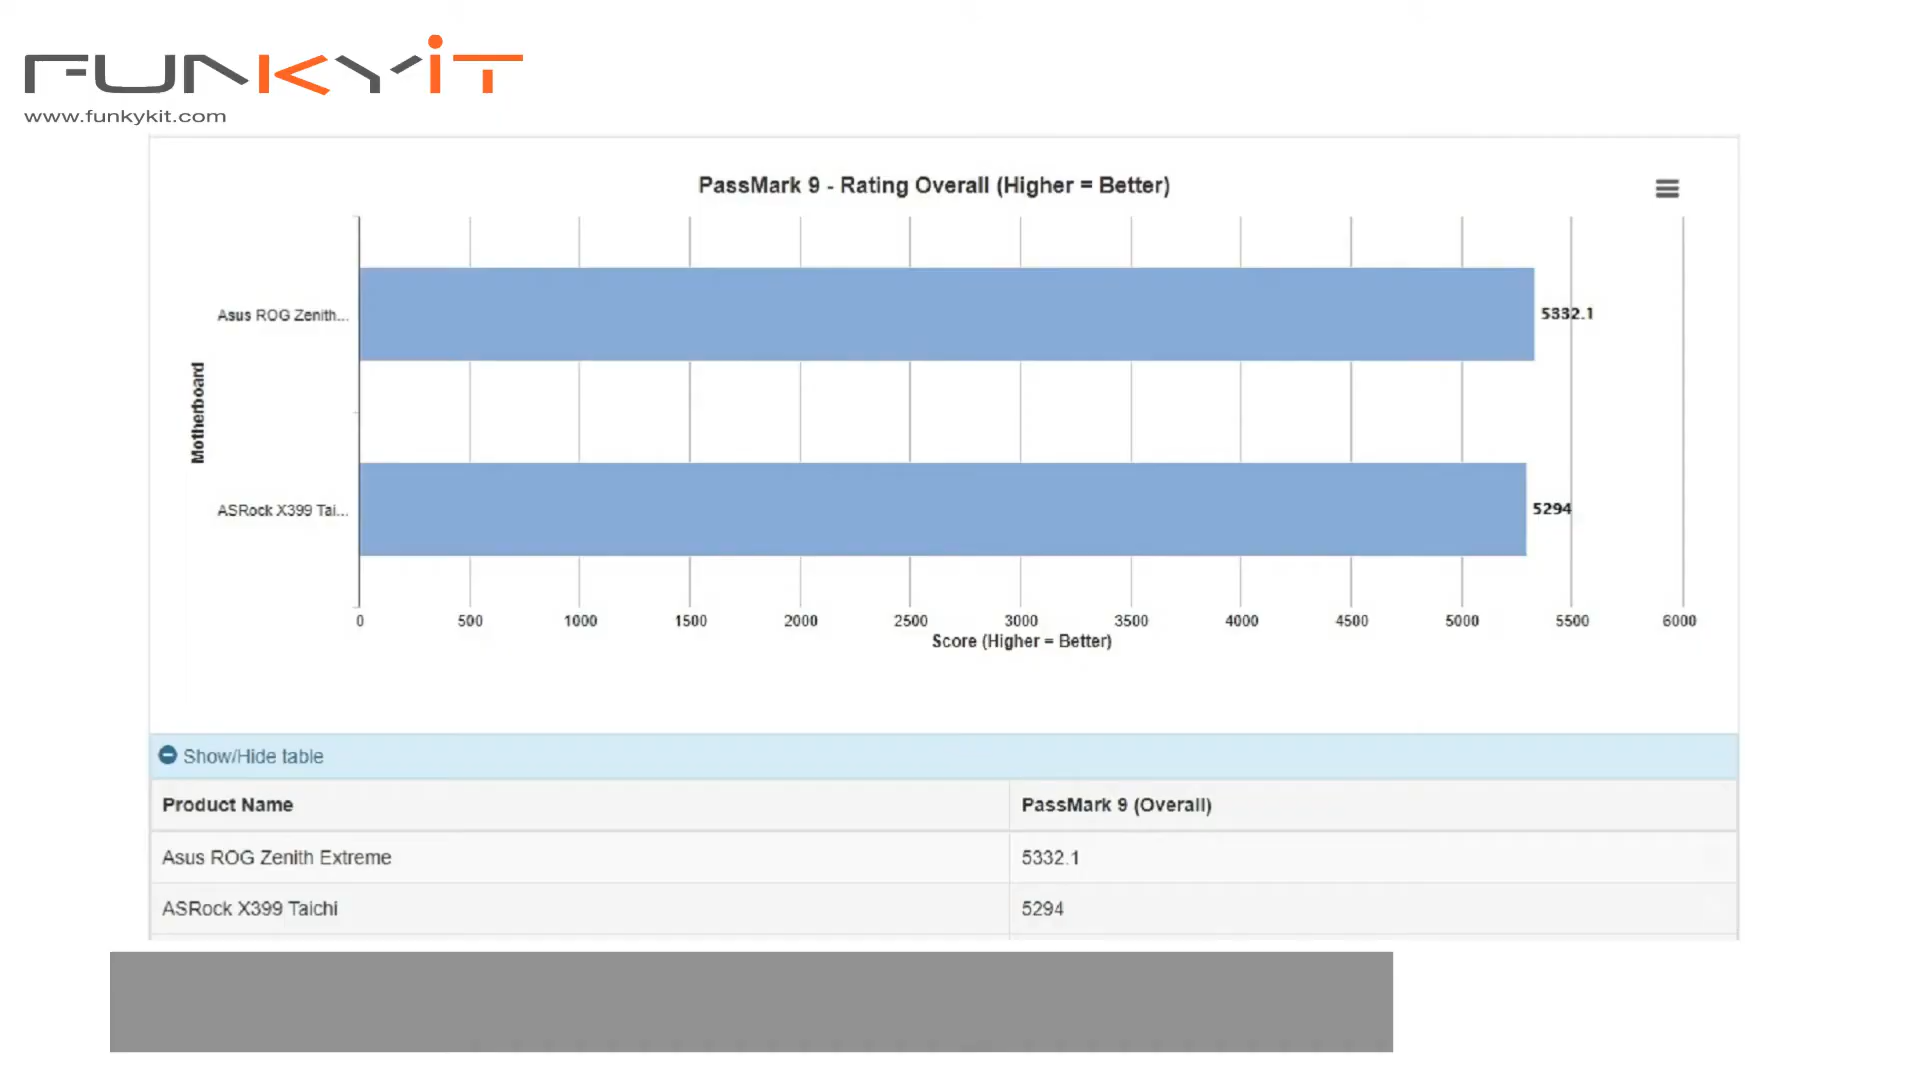 FUNKYiT
www.funkykit.com
PassMark 9 - Rating Overall (Higher = Better)
Motherboard
Asus ROG Zenith...
5332.1
ASRock X399 Tai...
5294
0 500 1000 1500 2000 2500 3000 3500 4000 4500 5000 5500 6000
Score (Higher = Better)
Show/Hide table
Product Name PassMark 9 (Overall)
Asus ROG Zenith Extreme 5332.1
ASRock X399 Taichi 5294